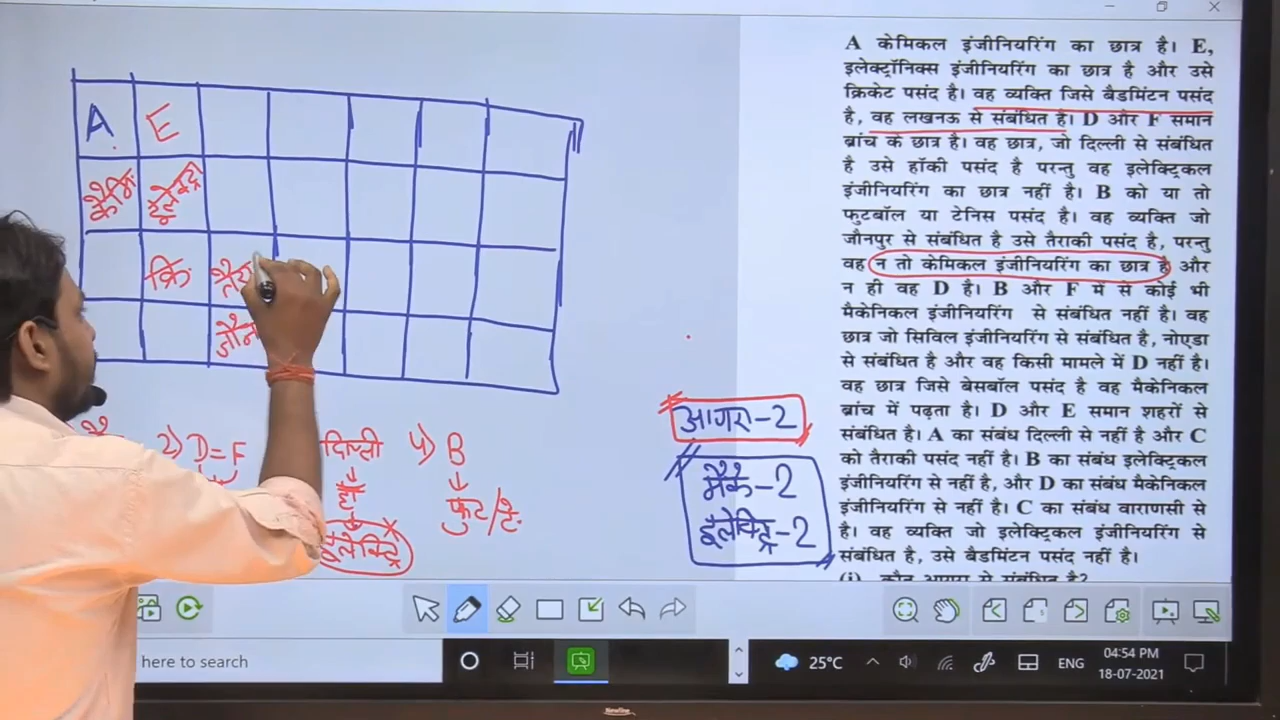 A E
कैमि इलेक्ट्रा
क्रि तैरा
जौन
2) D=F दिल्ली 4) B
हॉ
इलेक्ट्रि फुट/टे
आगरा-2
मैकै-2
इलेक्ट्रि-2
A केमिकल इंजीनियरिंग का छात्र है। E,
इलेक्ट्रॉनिक्स इंजीनियरिंग का छात्र है और उसे
क्रिकेट पसंद है। वह व्यक्ति जिसे बैडमिंटन पसंद
है, वह लखनऊ से संबंधित है। D और F समान
ब्रांच के छात्र है। वह छात्र, जो दिल्ली से संबंधित
है उसे हॉकी पसंद है परन्तु वह इलेक्ट्रिकल
इंजीनियरिंग का छात्र नहीं है। B को या तो
फुटबॉल या टेनिस पसंद है। वह व्यक्ति जो
जौनपुर से संबंधित है उसे तैराकी पसंद है, परन्तु
वह न तो केमिकल इंजीनियरिंग का छात्र है और
न ही वह D है। B और F में से कोई भी
मैकेनिकल इंजीनियरिंग से संबंधित नहीं है। वह
छात्र जो सिविल इंजीनियरिंग से संबंधित है, नोएडा
से संबंधित है और वह किसी मामले में D नहीं है।
वह छात्र जिसे बेसबॉल पसंद है वह मैकेनिकल
ब्रांच में पढ़ता है। D और E समान शहरों से
संबंधित है। A का संबंध दिल्ली से नहीं है और C
को तैराकी पसंद नहीं है। B का संबंध इलेक्ट्रिकल
इंजीनियरिंग से नहीं है, और D का संबंध मैकेनिकल
इंजीनियरिंग से नहीं है। C का संबंध वाराणसी से
है। वह व्यक्ति जो इलेक्ट्रिकल इंजीनियरिंग से
संबंधित है, उसे बैडमिंटन पसंद नहीं है।
(i) कौन आगरा से संबंधित है?
here to search
25°C
ENG
04:54 PM
18-07-2021